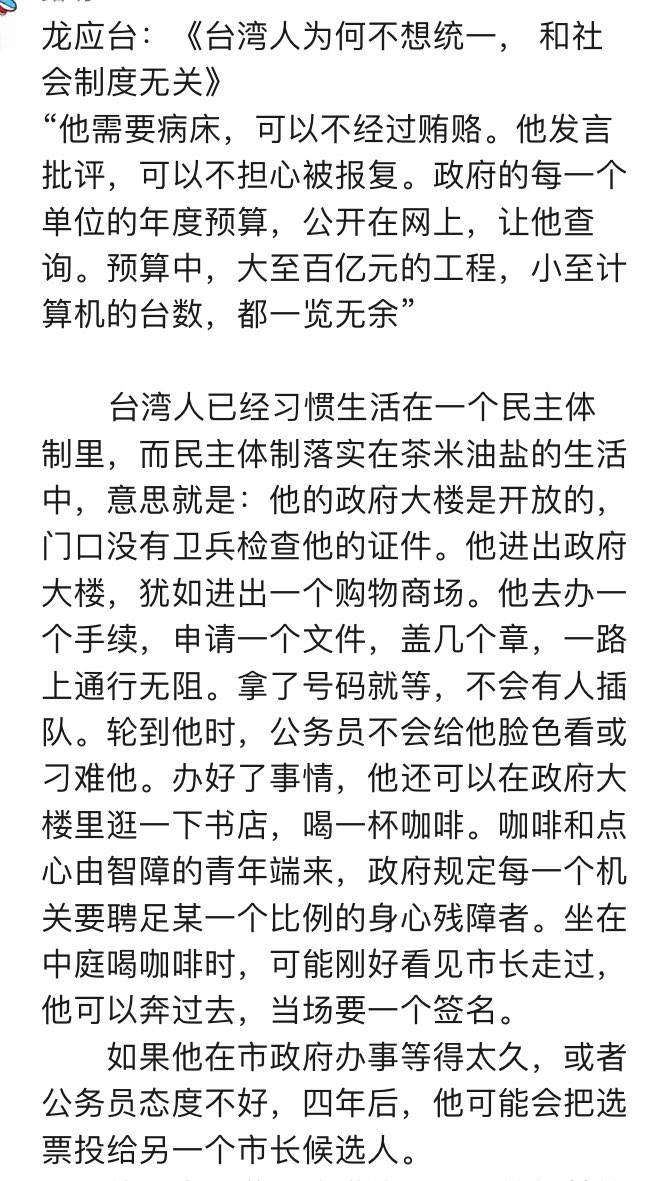 龙应台：《台湾人为何不想统一， 和社
会制度无关》
“他需要病床，可以不经过贿赂。他发言
批评，可以不担心被报复。政府的每一个
单位的年度预算，公开在网上，让他查
询。预算中，大至百亿元的工程，小至计
算机的台数，都一览无余”
台湾人已经习惯生活在一个民主体
制里，而民主体制落实在茶米油盐的生活
中，意思就是：他的政府大楼是开放的，
门口没有卫兵检查他的证件。他进出政府
大楼，犹如进出一个购物商场。他去办一
个手续，申请一个文件，盖几个章，一路
上通行无阻。拿了号码就等，不会有人插
队。轮到他时，公务员不会给他脸色看或
刁难他。办好了事情，他还可以在政府大
楼里逛一下书店，喝一杯咖啡。咖啡和点
心由智障的青年端来，政府规定每一个机
关要聘足某一个比例的身心残障者。坐在
中庭喝咖啡时，可能刚好看见市长走过，
他可以奔过去，当场要一个签名。
如果他在市政府办事等得太久，或者
公务员态度不好，四年后，他可能会把选
票投给另一个市长候选人。